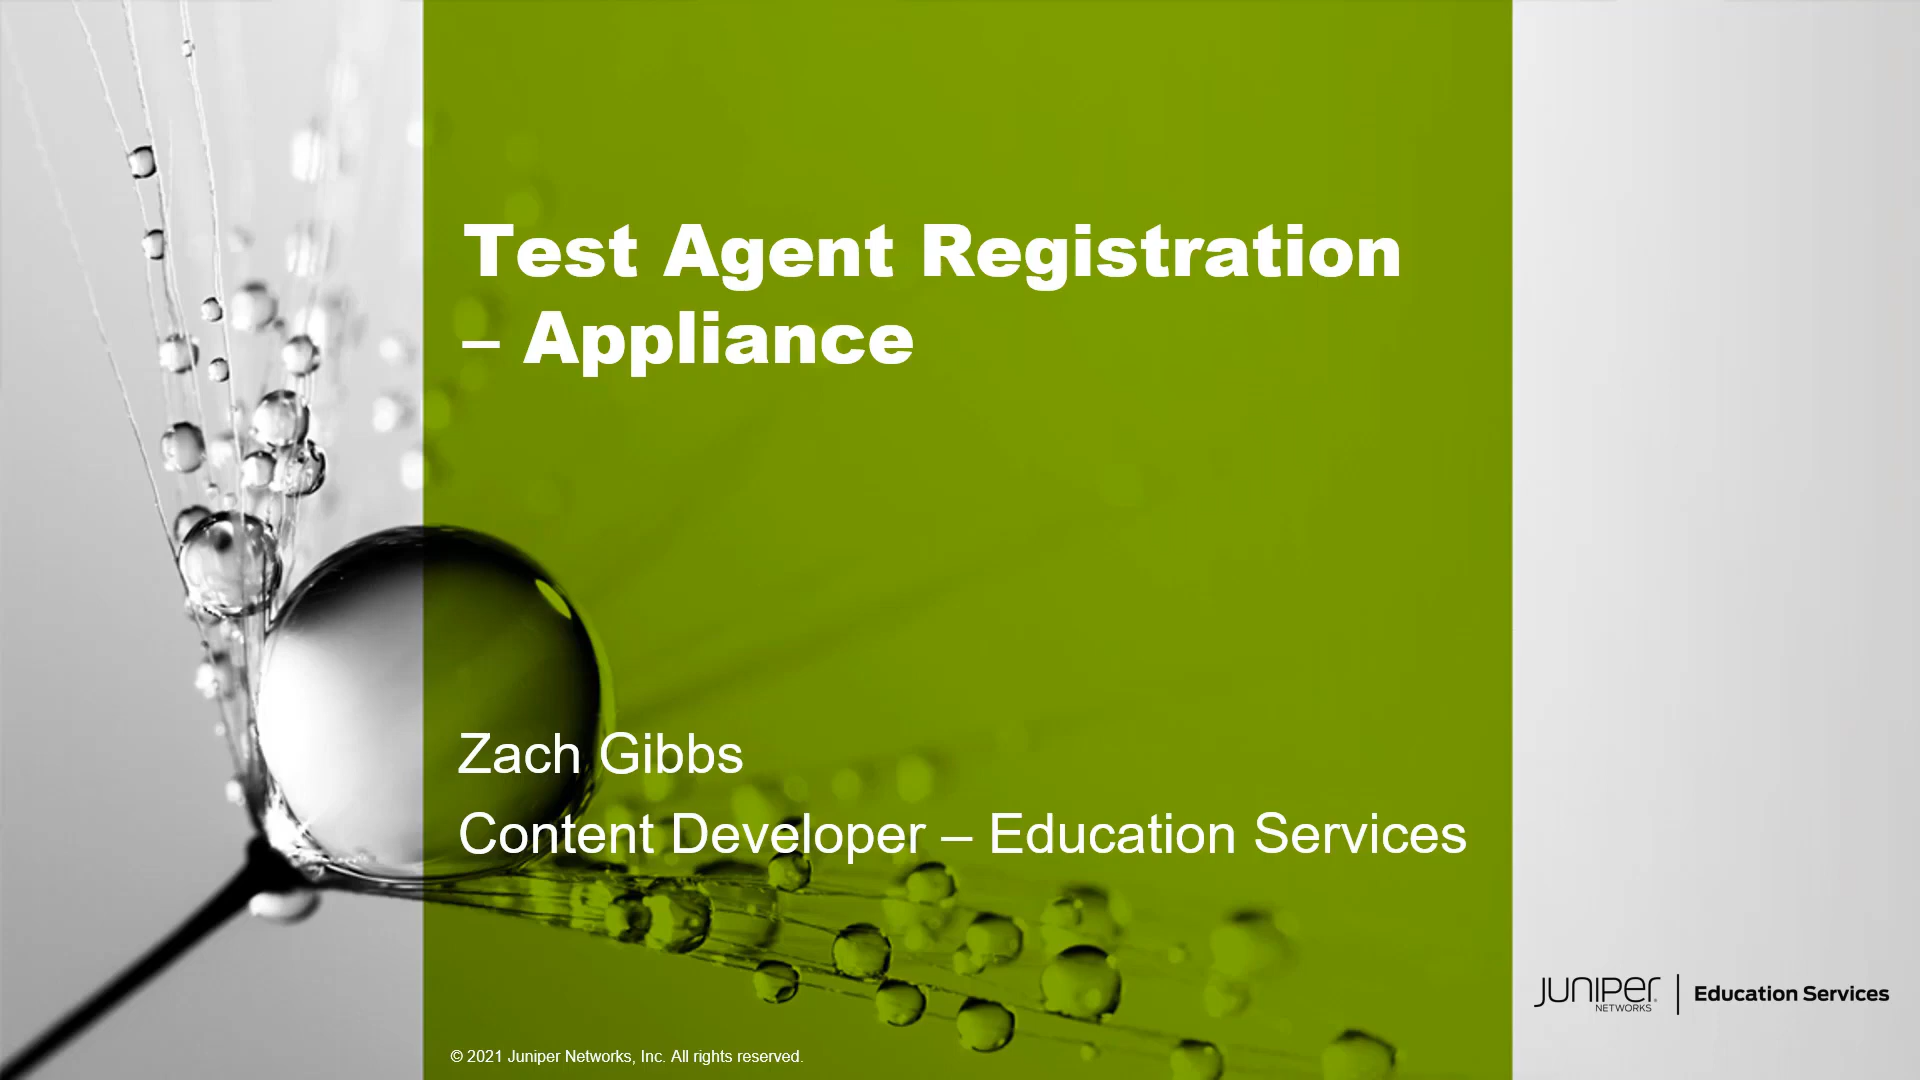 Test Agent Registration
– Appliance
Zach Gibbs
Content Developer – Education Services
JUNIPER
NETWORKS
Education Services
© 2021 Juniper Networks, Inc. All rights reserved.